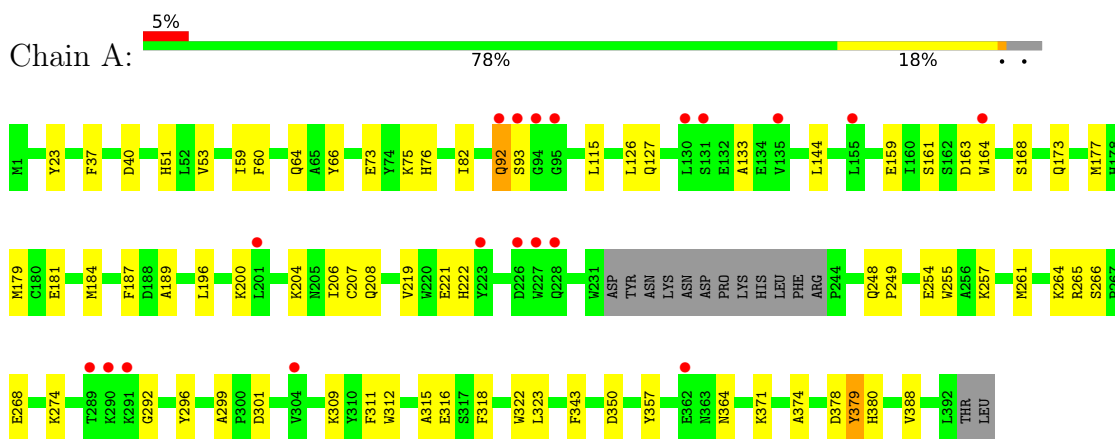 5%
Chain A:
78% 18% • •
M1 Y23 F37 D40 H51 L52 V53 I59 F60 Q64 A65 Y66 E73 Y74 K75 H76 I82 Q92 S93 G94 G95 L115 L126 Q127 L130 S131 E132 A133 E134 V135 L144 L155 E159 I160 S161 S162 D163 W164 S168 Q173 M177 H178
M179 C180 E181 M184 F187 D188 A189 L196 K200 L201 K204 N205 I206 C207 Q208 V219 W220 E221 H222 Y223 D226 W227 Q228 W231 ASP TYR ASN LYS ASN ASP PRO LYS HIS LEU PHE ARG P244 Q248 P249 E254 W255 A256 K257 M261 K264 R265 S266
E268 K274 T289 K290 K291 G292 Y296 A299 P300 D301 V304 K309 Y310 F311 W312 A315 E316 S317 F318 W322 L323 F343 D350 Y357 E362 N363 N364 K371 A374 D378 Y379 H380 V388 L392 THR LEU